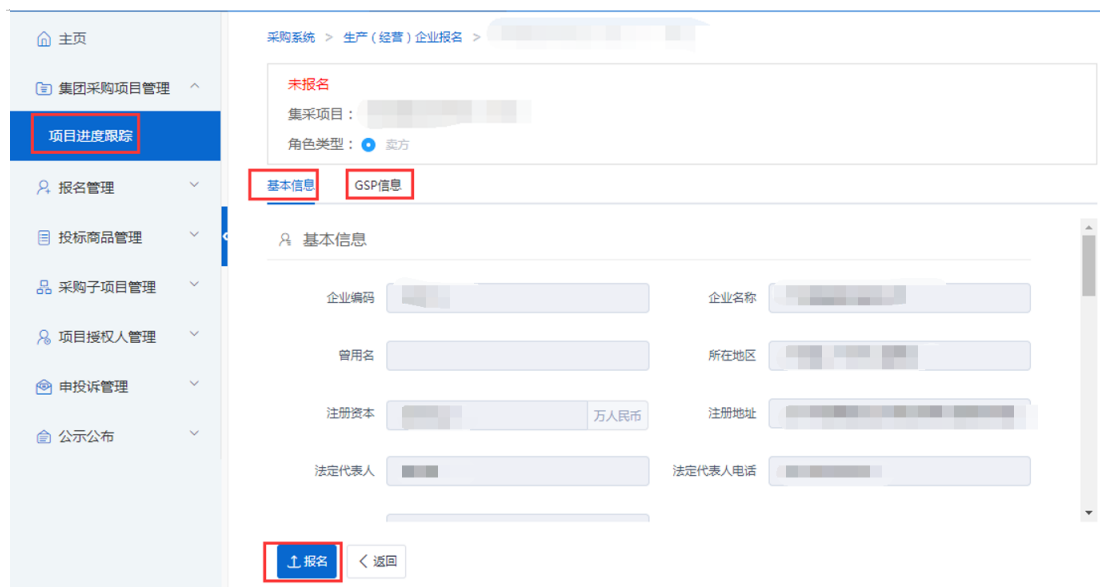 主页
集团采购项目管理
项目进度跟踪
报名管理
投标商品管理
采购子项目管理
项目授权人管理
申投诉管理
公示公布
采购系统 > 生产(经营)企业报名 >
未报名
集采项目:
角色类型: 卖方
基本信息 GSP信息
基本信息
企业编码 企业名称
曾用名 所在地区
注册资本 万人民币 注册地址
法定代表人 法定代表人电话
报名 返回